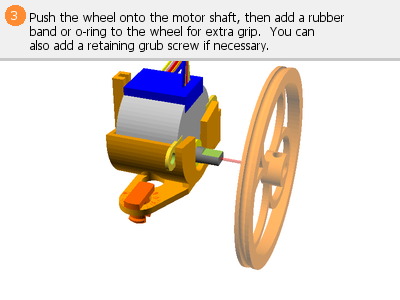 3 Push the wheel onto the motor shaft, then add a rubber
band or o-ring to the wheel for extra grip.  You can
also add a retaining grub screw if necessary.